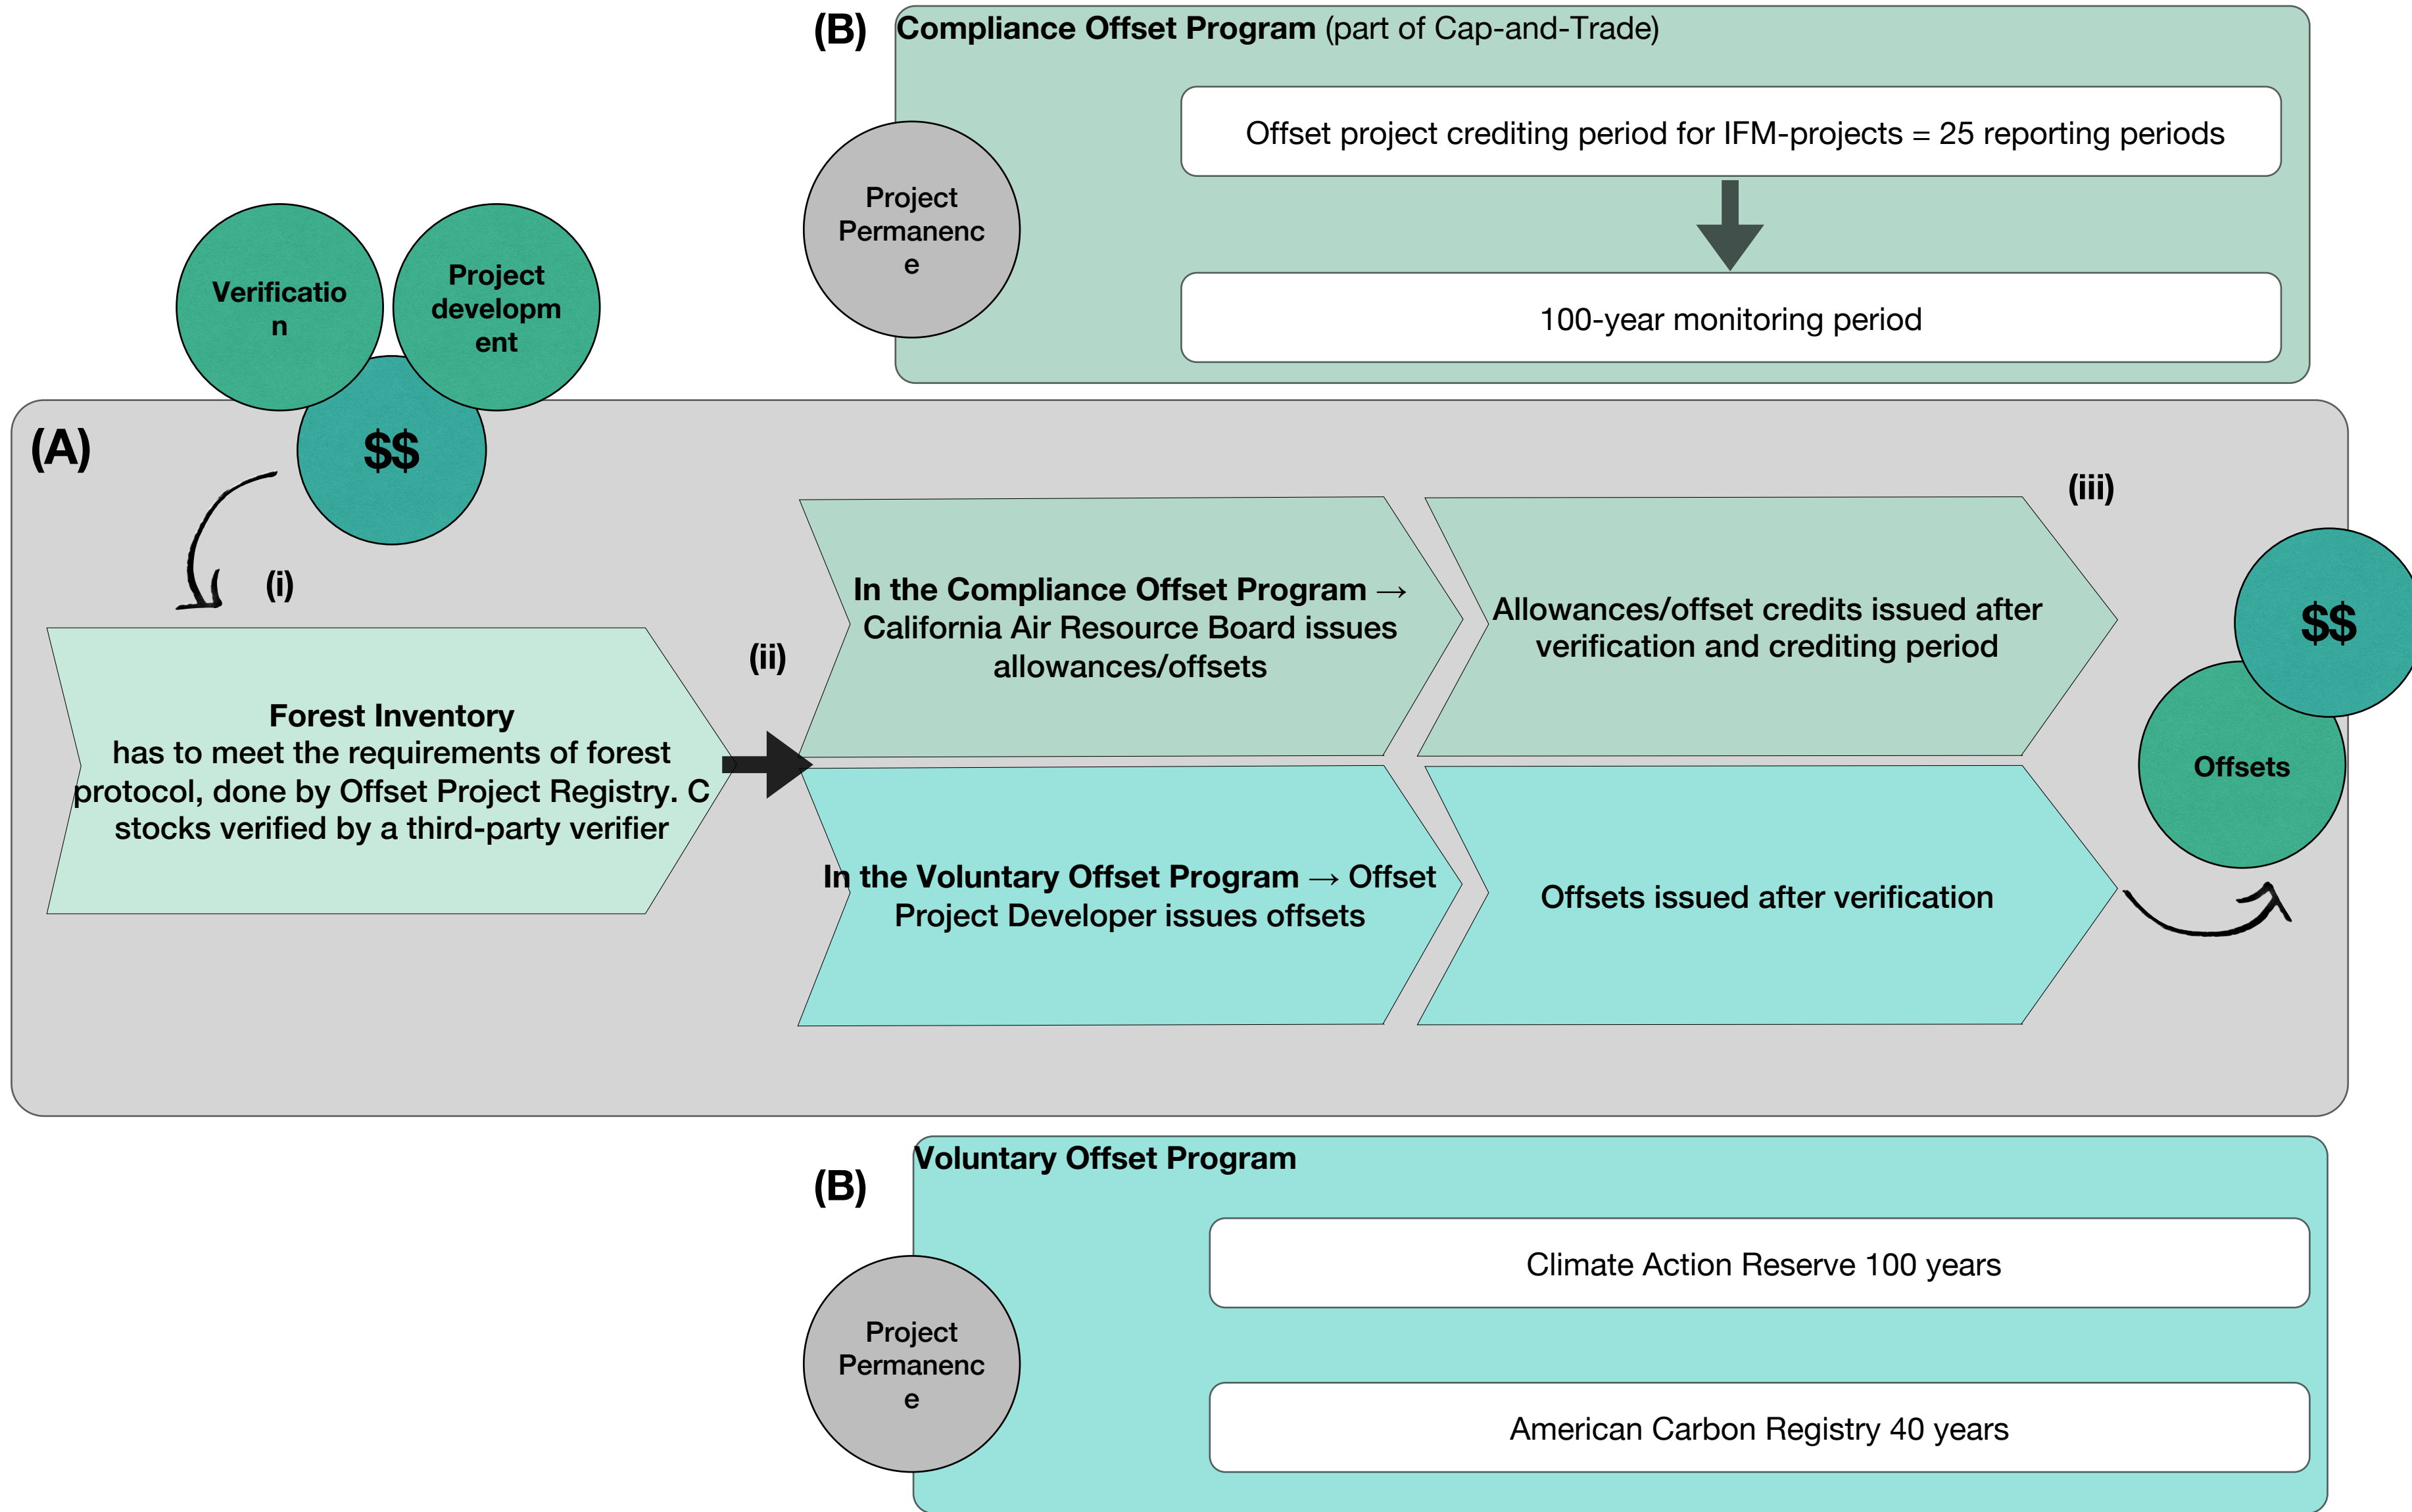 (B)
Compliance Offset Program (part of Cap-and-Trade)
Offset project crediting period for IFM-projects = 25 reporting periods
Project
Permanenc
e
100-year monitoring period
Verificatio
n
Project
developm
ent
$$
(A)
(i)
Forest Inventory
has to meet the requirements of forest
protocol, done by Offset Project Registry. C
stocks verified by a third-party verifier
(ii)
In the Compliance Offset Program →
California Air Resource Board issues
allowances/offsets
Allowances/offset credits issued after
verification and crediting period
In the Voluntary Offset Program → Offset
Project Developer issues offsets
Offsets issued after verification
(iii)
$$
Offsets
(B)
Voluntary Offset Program
Climate Action Reserve 100 years
Project
Permanenc
e
American Carbon Registry 40 years